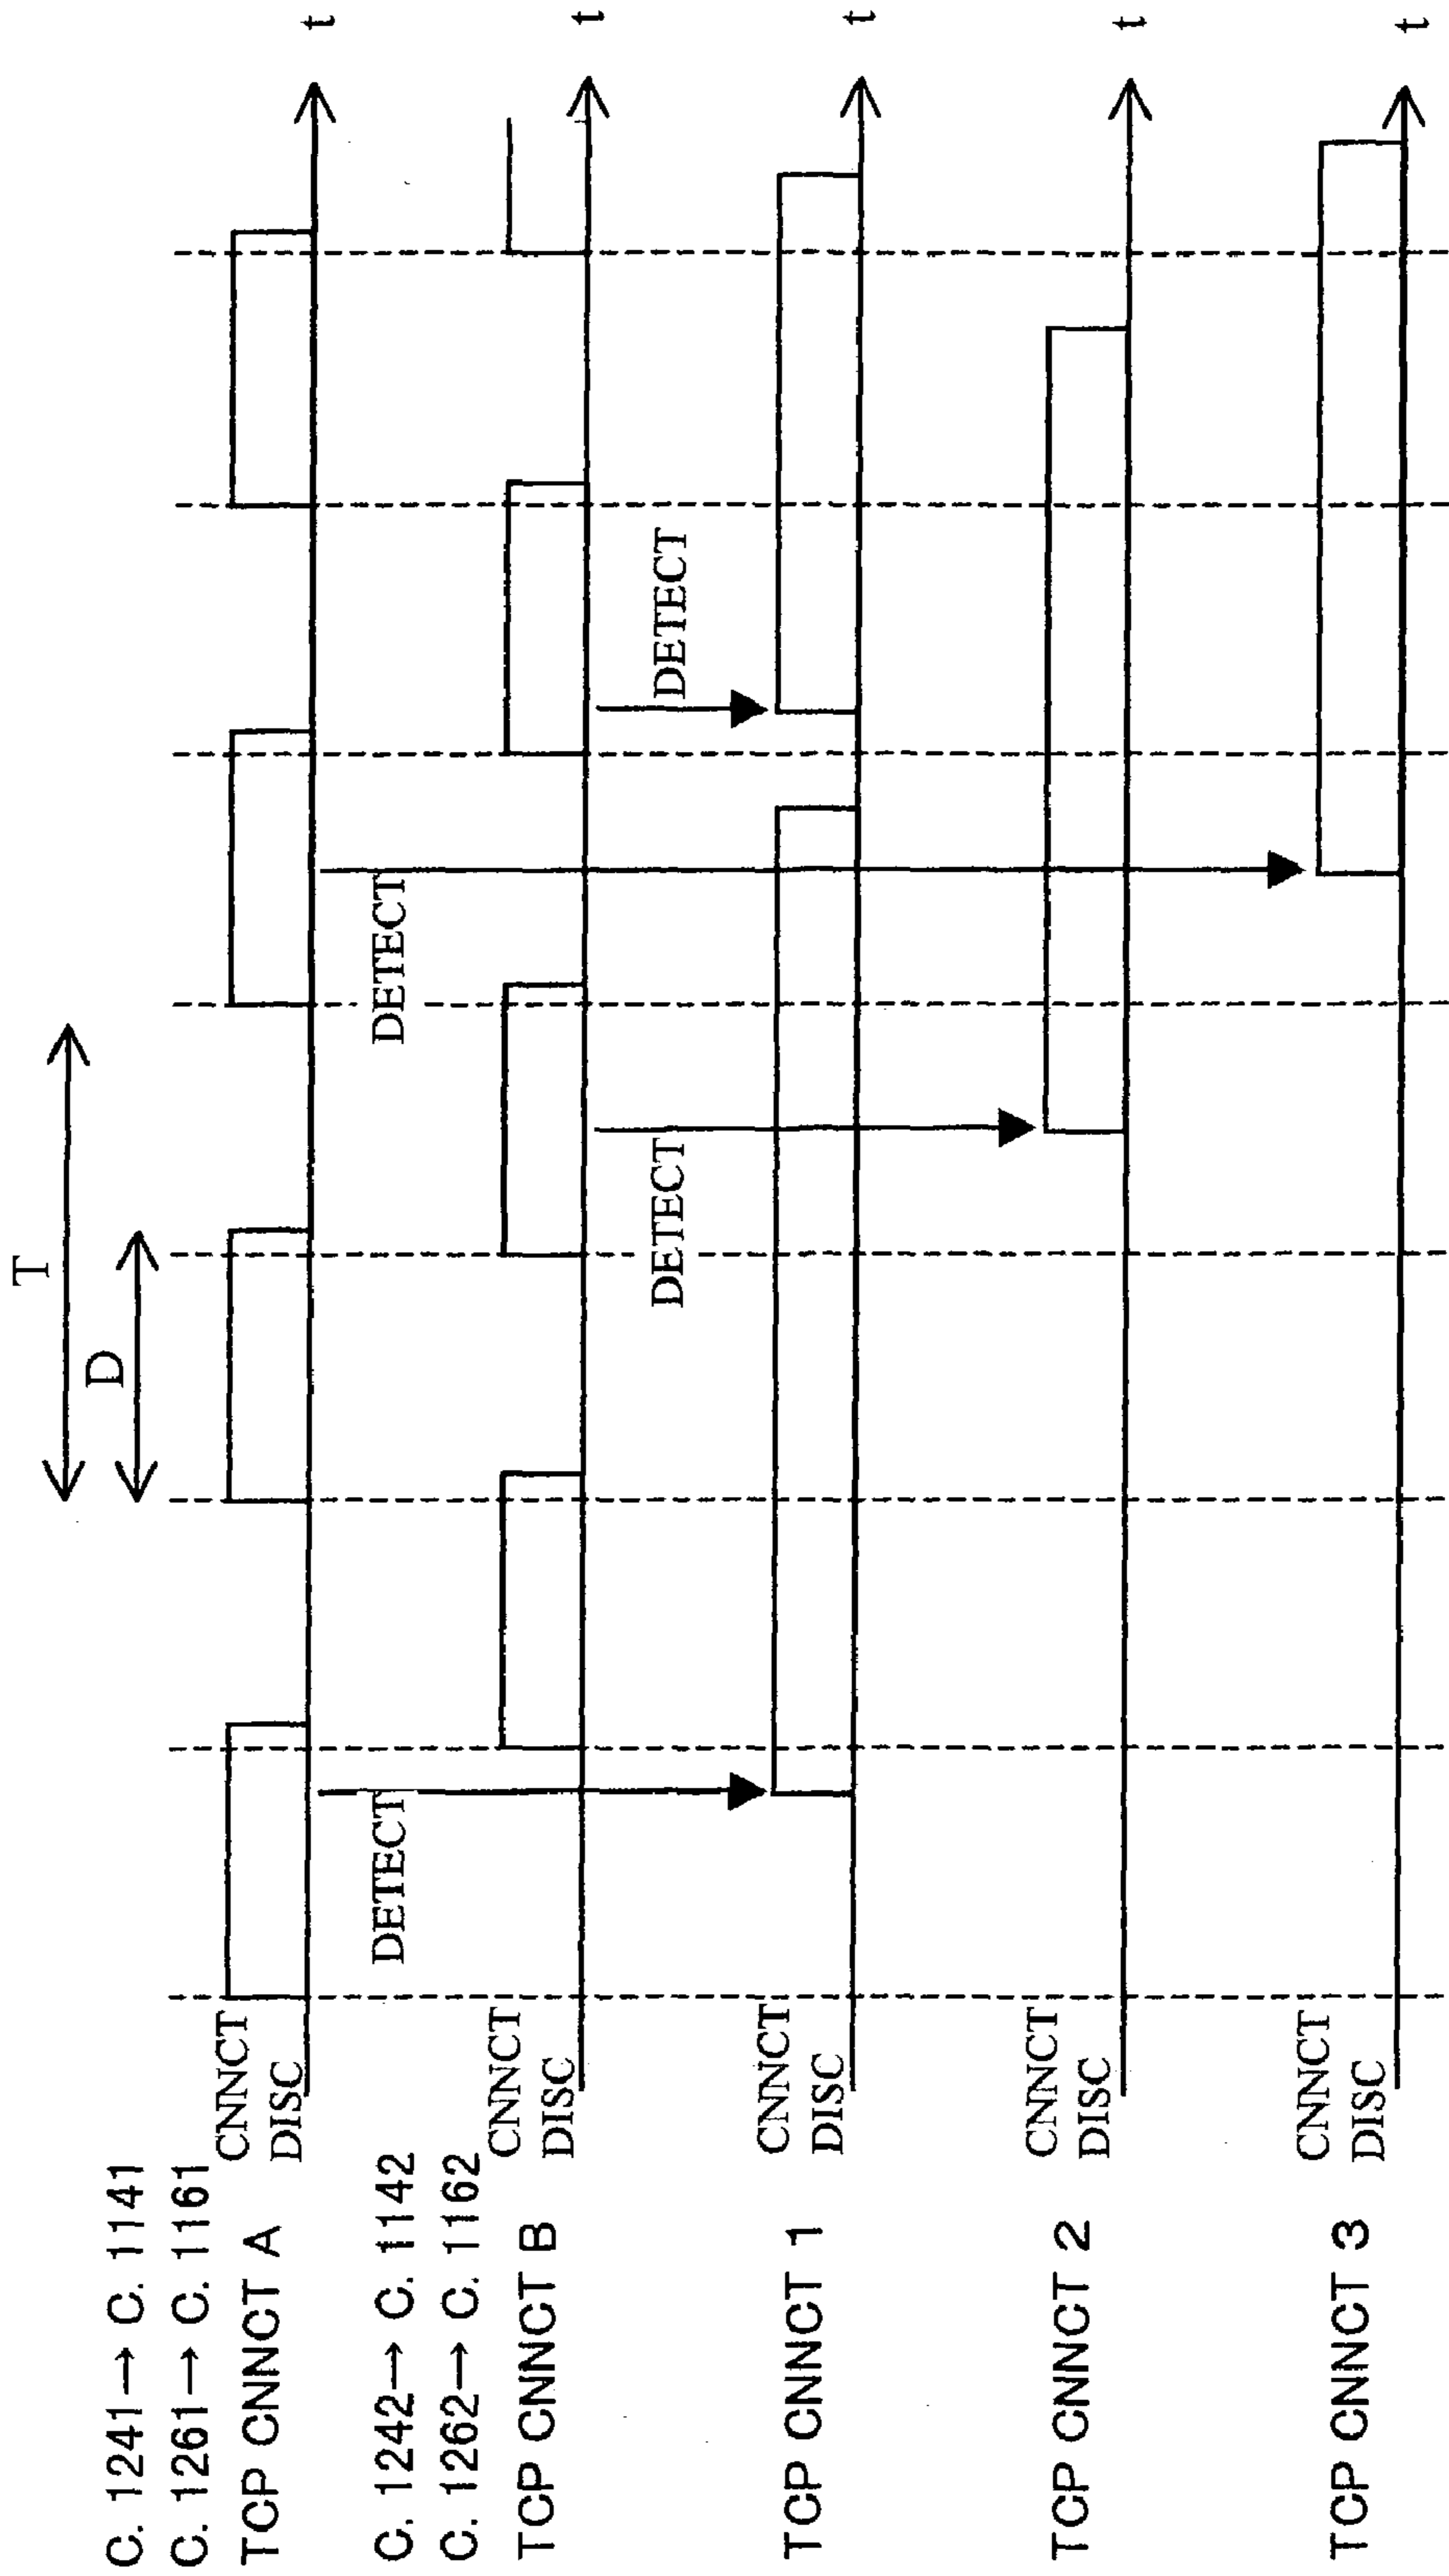 T
D
C. 1241→ C. 1141
C. 1261→ C. 1161
TCP CNNCT A
CNNCT
DISC
t
DETECT
DETECT
C. 1242→ C. 1142
C. 1262→ C. 1162
TCP CNNCT B
CNNCT
DISC
t
DETECT
DETECT
TCP CNNCT 1
CNNCT
DISC
t
TCP CNNCT 2
CNNCT
DISC
t
TCP CNNCT 3
CNNCT
DISC
t